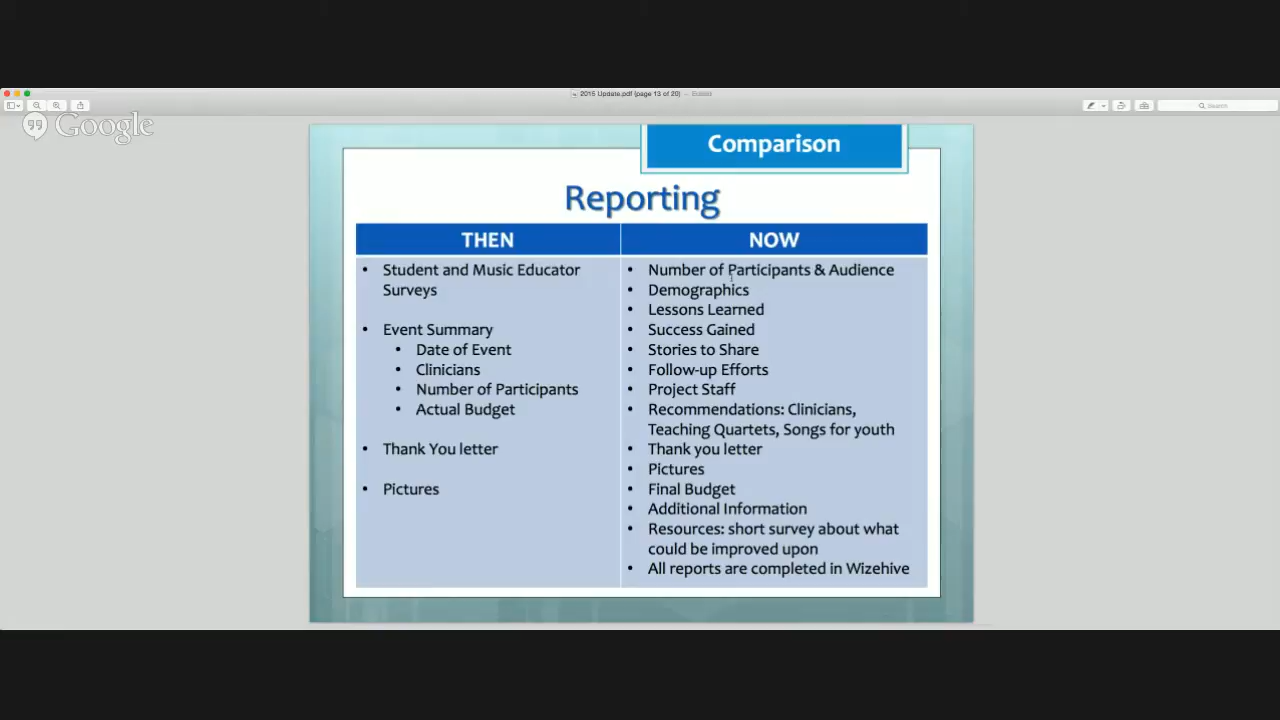 2015 Update.pdf (page 13 of 20) — Edited
Search
Google
Comparison
Reporting
THEN
NOW
• Student and Music Educator
Surveys
• Event Summary
• Date of Event
• Clinicians
• Number of Participants
• Actual Budget
• Thank You letter
• Pictures
• Number of Participants & Audience
• Demographics
• Lessons Learned
• Success Gained
• Stories to Share
• Follow-up Efforts
• Project Staff
• Recommendations: Clinicians,
Teaching Quartets, Songs for youth
• Thank you letter
• Pictures
• Final Budget
• Additional Information
• Resources: short survey about what
could be improved upon
• All reports are completed in Wizehive